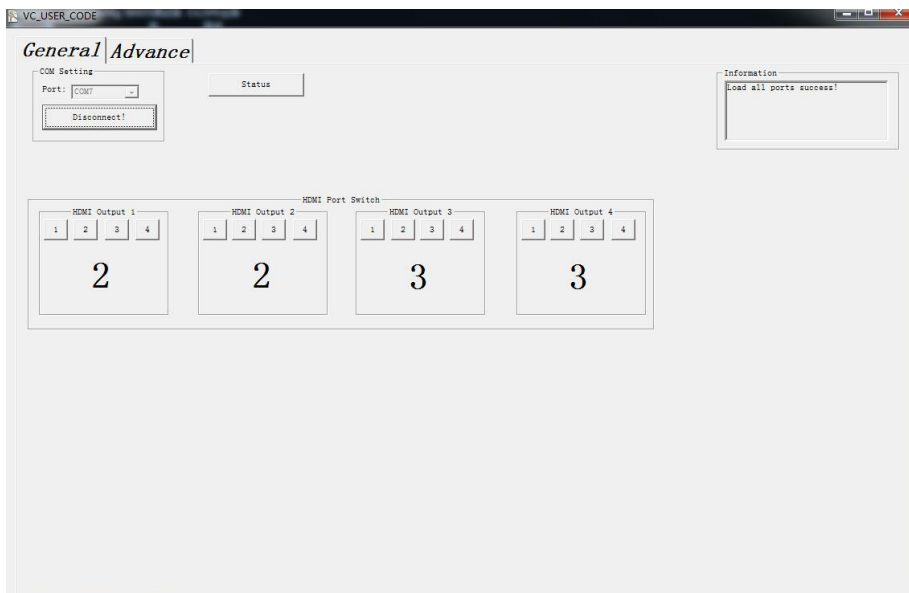 VC_USER_CODE
General Advance
COM Setting
Port: COM7
Disconnect!
Status
Information
Load all ports success!
HDMI Port Switch
HDMI Output 1 HDMI Output 2 HDMI Output 3 HDMI Output 4
1 2 3 4 1 2 3 4 1 2 3 4 1 2 3 4
2 2 3 3